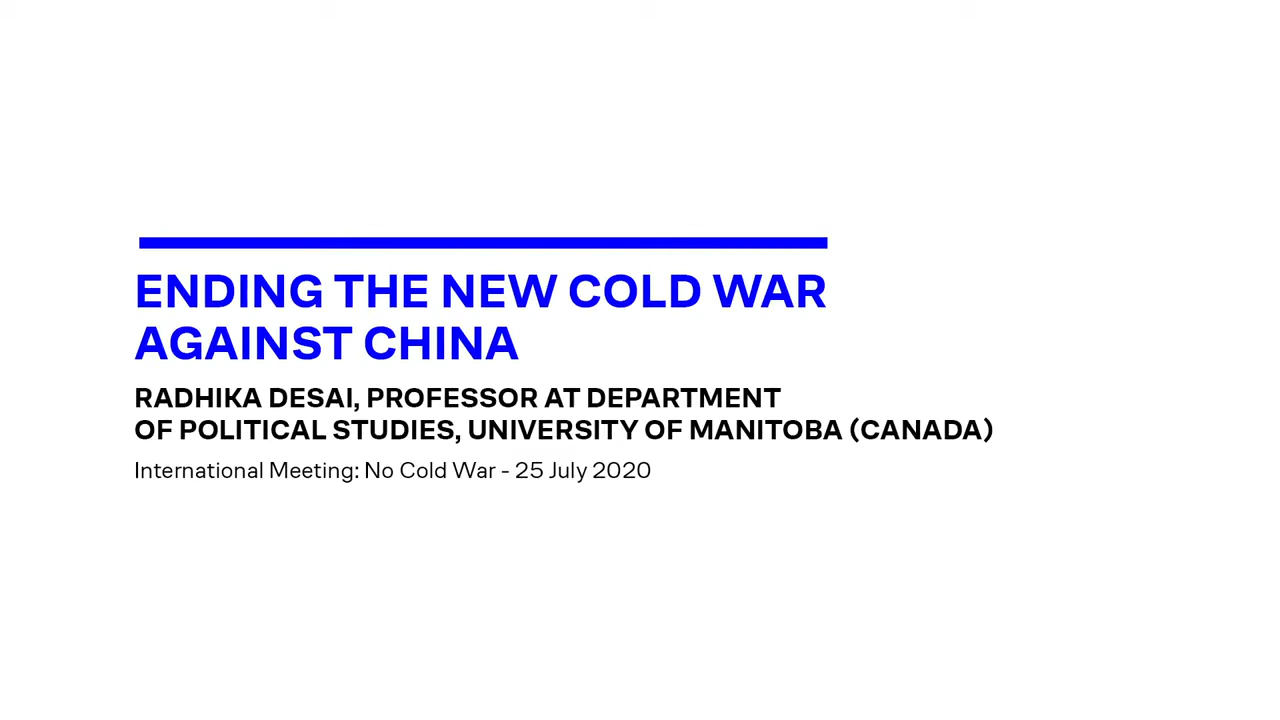 ENDING THE NEW COLD WAR
AGAINST CHINA
RADHIKA DESAI, PROFESSOR AT DEPARTMENT
OF POLITICAL STUDIES, UNIVERSITY OF MANITOBA (CANADA)
International Meeting: No Cold War - 25 July 2020